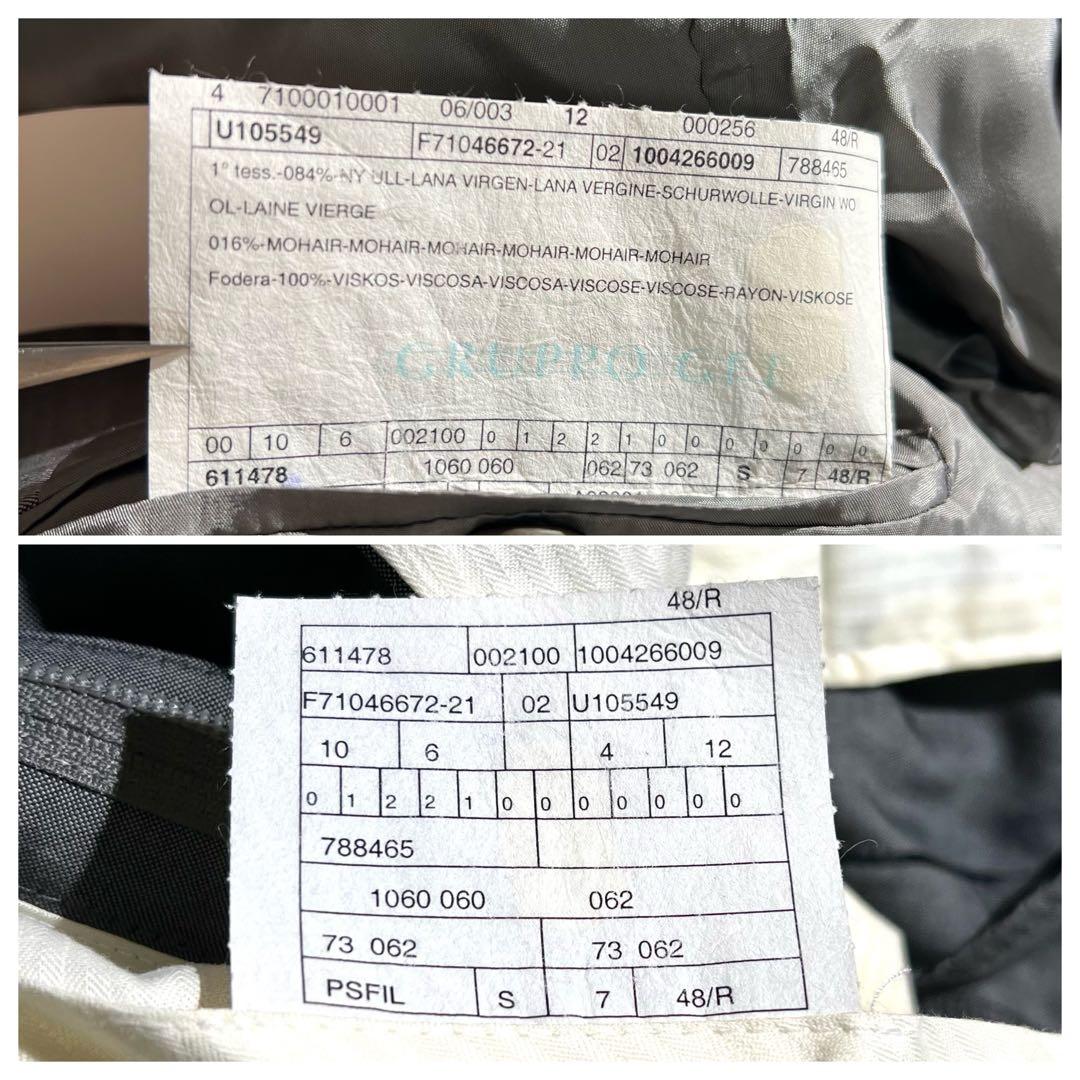 4 7100010001 06/003 12 000256 48/R
U105549 F71046672-21 02 1004266009 788465
1° tess.-084%-NY ULL-LANA VIRGEN-LANA VERGINE-SCHURWOLLE-VIRGIN WO
OL-LAINE VIERGE
016%-MOHAIR-MOHAIR-MOHAIR-MOHAIR-MOHAIR-MOHAIR
Fodera-100%-VISKOS-VISCOSA-VISCOSA-VISCOSE-VISCOSE-RAYON-VISKOSE
GRUPPO GFT
00 10 6 002100 0 1 2 2 1 0 0 0 0 0 0 0
611478 1060 060 062 73 062 S 7 48/R
48/R
611478 002100 1004266009
F71046672-21 02 U105549
10 6 4 12
0 1 2 2 1 0 0 0 0 0 0
788465
1060 060 062
73 062 73 062
PSFIL S 7 48/R